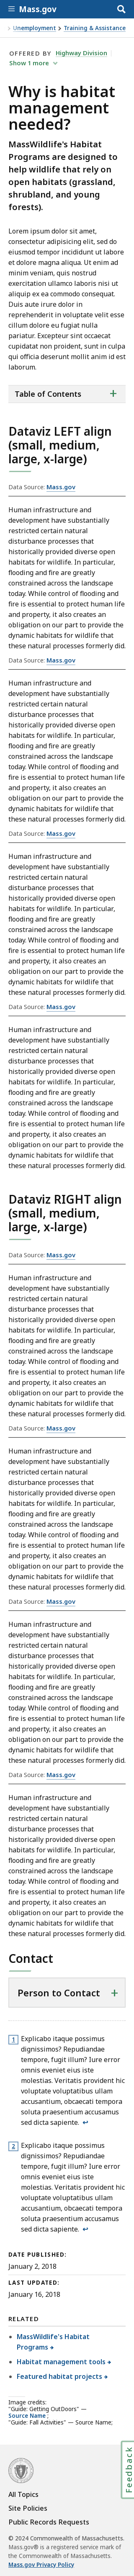 Mass.gov
Unemployment > Training & Assistance
OFFERED BY Highway Division
Show 1 more
Why is habitat
management
needed?
MassWildlife's Habitat
Programs are designed to
help wildlife that rely on
open habitats (grassland,
shrubland, and young
forests).
Lorem ipsum dolor sit amet,
consectetur adipiscing elit, sed do
eiusmod tempor incididunt ut labore
et dolore magna aliqua. Ut enim ad
minim veniam, quis nostrud
exercitation ullamco laboris nisi ut
aliquip ex ea commodo consequat.
Duis aute irure dolor in
reprehenderit in voluptate velit esse
cillum dolore eu fugiat nulla
pariatur. Excepteur sint occaecat
cupidatat non proident, sunt in culpa
qui officia deserunt mollit anim id est
laborum.
Table of Contents +
Dataviz LEFT align
(small, medium,
large, x-large)
Data Source: Mass.gov
Human infrastructure and
development have substantially
restricted certain natural
disturbance processes that
historically shaped and diversified
open habitats wildlife. In particular,
flooding and fire are greatly
constrained across the landscape
today. While control of flooding and
fire is essential to protect human life
and property, it also creates an
obligation on our part to provide the
dynamic habitats for wildlife that
these natural processes formerly did.
Data Source: Mass.gov
Human infrastructure and
development have substantially
restricted certain natural
disturbance processes that
historically shaped and diversified
open habitats wildlife. In particular,
flooding and fire are greatly
constrained across the landscape
today. While control of flooding and
fire is essential to protect human life
and property, it also creates an
obligation on our part to provide the
dynamic habitats for wildlife that
these natural processes formerly did.
Data Source: Mass.gov
Human infrastructure and
development have substantially
restricted certain natural
disturbance processes that
historically shaped and diversified
open habitats wildlife. In particular,
flooding and fire are greatly
constrained across the landscape
today. While control of flooding and
fire is essential to protect human life
and property, it also creates an
obligation on our part to provide the
dynamic habitats for wildlife that
these natural processes formerly did.
Data Source: Mass.gov
Human infrastructure and
development have substantially
restricted certain natural
disturbance processes that
historically shaped and diversified
open habitats wildlife. In particular,
flooding and fire are greatly
constrained across the landscape
today. While control of flooding and
fire is essential to protect human life
and property, it also creates an
obligation on our part to provide the
dynamic habitats for wildlife that
these natural processes formerly did.
Dataviz RIGHT align
(small, medium,
large, x-large)
Data Source: Mass.gov
Human infrastructure and
development have substantially
restricted certain natural
disturbance processes that
historically shaped and diversified
open habitats wildlife. In particular,
flooding and fire are greatly
constrained across the landscape
today. While control of flooding and
fire is essential to protect human life
and property, it also creates an
obligation on our part to provide the
dynamic habitats for wildlife that
these natural processes formerly did.
Data Source: Mass.gov
Human infrastructure and
development have substantially
restricted certain natural
disturbance processes that
historically shaped and diversified
open habitats wildlife. In particular,
flooding and fire are greatly
constrained across the landscape
today. While control of flooding and
fire is essential to protect human life
and property, it also creates an
obligation on our part to provide the
dynamic habitats for wildlife that
these natural processes formerly did.
Data Source: Mass.gov
Human infrastructure and
development have substantially
restricted certain natural
disturbance processes that
historically shaped and diversified
open habitats wildlife. In particular,
flooding and fire are greatly
constrained across the landscape
today. While control of flooding and
fire is essential to protect human life
and property, it also creates an
obligation on our part to provide the
dynamic habitats for wildlife that
these natural processes formerly did.
Data Source: Mass.gov
Human infrastructure and
development have substantially
restricted certain natural
disturbance processes that
historically shaped and diversified
open habitats wildlife. In particular,
flooding and fire are greatly
constrained across the landscape
today. While control of flooding and
fire is essential to protect human life
and property, it also creates an
obligation on our part to provide the
dynamic habitats for wildlife that
these natural processes formerly did.
Contact
Person to Contact +
1 Explicabo itaque possimus
dignissimos? Repudiandae
tempore, fugit illum? Iure error
omnis eveniet eius iste
molestias. Veritatis provident hic
voluptate voluptatibus ullam
accusantium, obcaecati tempora
soluta praesentium accusamus
sed dicta sapiente. ↩
2 Explicabo itaque possimus
dignissimos? Repudiandae
tempore, fugit illum? Iure error
omnis eveniet eius iste
molestias. Veritatis provident hic
voluptate voluptatibus ullam
accusantium, obcaecati tempora
soluta praesentium accusamus
sed dicta sapiente. ↩
DATE PUBLISHED:
January 2, 2018
LAST UPDATED:
January 16, 2018
RELATED
• MassWildlife's Habitat
Programs
• Habitat management tools
• Featured habitat projects
Image credits:
"Guide: Getting OutDoors" —
Source Name ;
"Guide: Fall Activities" — Source Name;
Feedback
All Topics
Site Policies
Public Records Requests
© 2024 Commonwealth of Massachusetts.
Mass.gov® is a registered service mark of
the Commonwealth of Massachusetts.
Mass.gov Privacy Policy